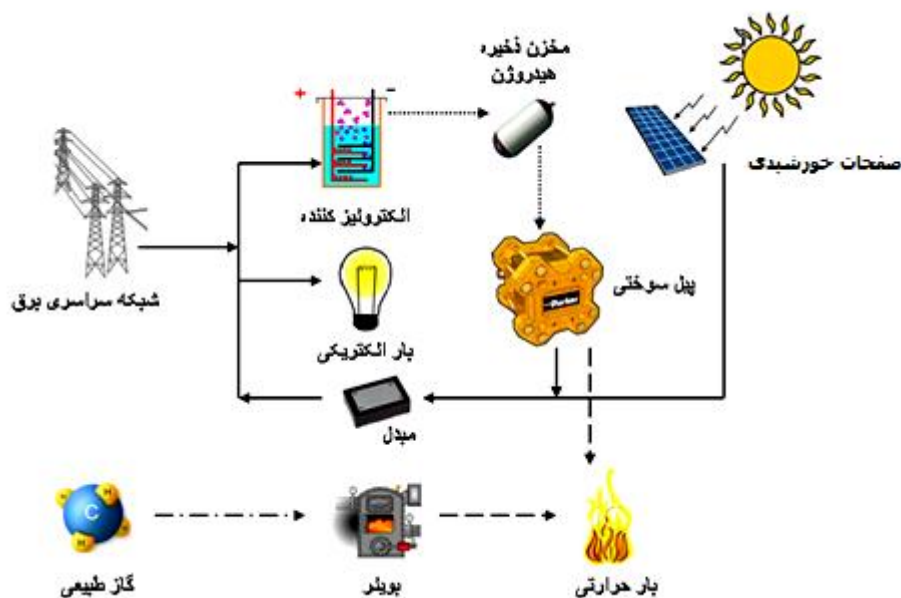 مخزن ذخیره
هیدروژن
+
−
صفحات خورشیدی
الکترولیز کننده
شبکه سراسری برق
پیل سوختی
Parker
بار الکتریکی
مبدل
H
H
C
H
H
گاز طبیعی
بویلر
بار حرارتی